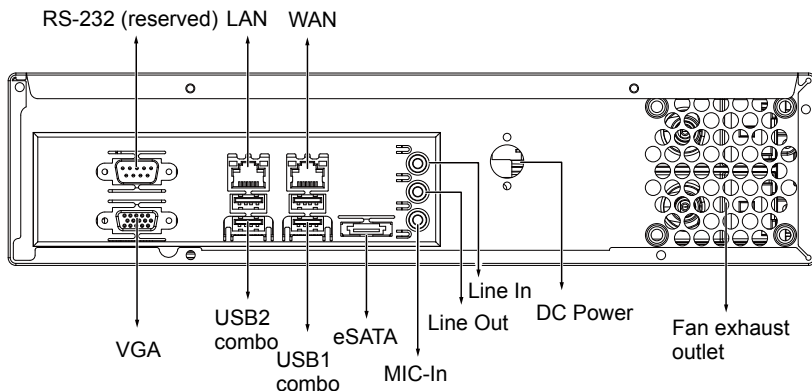 RS-232 (reserved) LAN WAN
Line In
DC Power
USB2
combo
Line Out
Fan exhaust
outlet
eSATA
VGA
USB1
combo
MIC-In